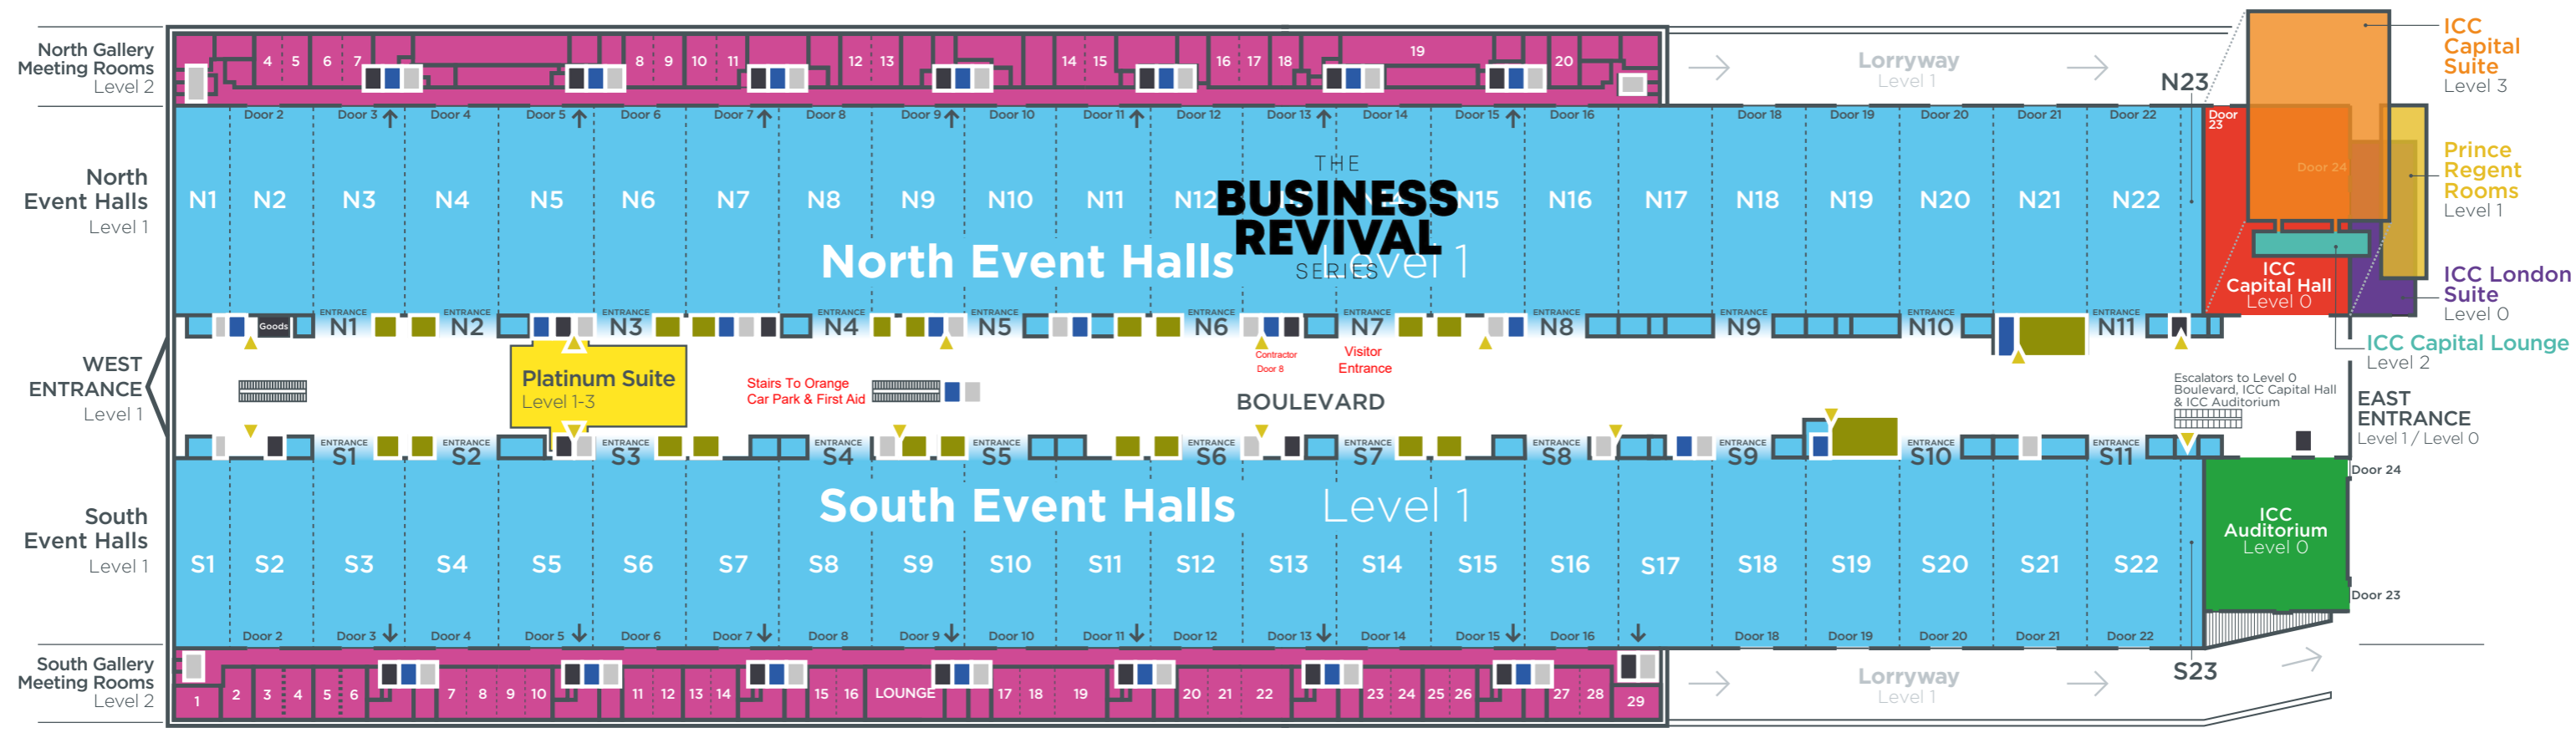 North Gallery
Meeting Rooms
Level 2
4 5 6 7 8 9 10 11 12 13 14 15 16 17 18 19 20
Lorryway
Level 1
N23
ICC
Capital
Suite
Level 3
Door 2 Door 3 Door 4 Door 5 Door 6 Door 7 Door 8 Door 9 Door 10 Door 11 Door 12 Door 13 Door 14 Door 15 Door 16 Door 18 Door 19 Door 20 Door 21 Door 22
Door
23
Door 24
Prince
Regent
Rooms
Level 1
North
Event Halls
Level 1
N1 N2 N3 N4 N5 N6 N7 N8 N9 N10 N11 N12 N15 N16 N17 N18 N19 N20 N21 N22
THE
BUSINESS
REVIVAL
SERIES
North Event Halls Level 1
ICC
Capital Hall
Level 0
ICC London
Suite
Level 0
ICC Capital Lounge
Level 2
ENTRANCE ENTRANCE ENTRANCE ENTRANCE ENTRANCE ENTRANCE ENTRANCE ENTRANCE ENTRANCE ENTRANCE ENTRANCE
Goods N1 N2 N3 N4 N5 N6 N7 N8 N9 N10 N11
WEST
ENTRANCE
Level 1
Platinum Suite
Level 1-3
Stairs To Orange
Car Park & First Aid
Contractor
Door 8
Visitor
Entrance
BOULEVARD
Escalators to Level 0
Boulevard, ICC Capital Hall
& ICC Auditorium
EAST
ENTRANCE
Level 1 / Level 0
ENTRANCE ENTRANCE ENTRANCE ENTRANCE ENTRANCE ENTRANCE ENTRANCE ENTRANCE ENTRANCE ENTRANCE ENTRANCE
S1 S2 S3 S4 S5 S6 S7 S8 S9 S10 S11
Door 24
South Event Halls Level 1
South
Event Halls
Level 1
S1 S2 S3 S4 S5 S6 S7 S8 S9 S10 S11 S12 S13 S14 S15 S16 S17 S18 S19 S20 S21 S22
ICC
Auditorium
Level 0
Door 23
Door 2 Door 3 Door 4 Door 5 Door 6 Door 7 Door 8 Door 9 Door 10 Door 11 Door 12 Door 13 Door 14 Door 15 Door 16 Door 18 Door 19 Door 20 Door 21 Door 22
South Gallery
Meeting Rooms
Level 2
1 2 3 4 5 6 7 8 9 10 11 12 13 14 15 16 LOUNGE 17 18 19 20 21 22 23 24 25 26 27 28 29
Lorryway
Level 1
S23